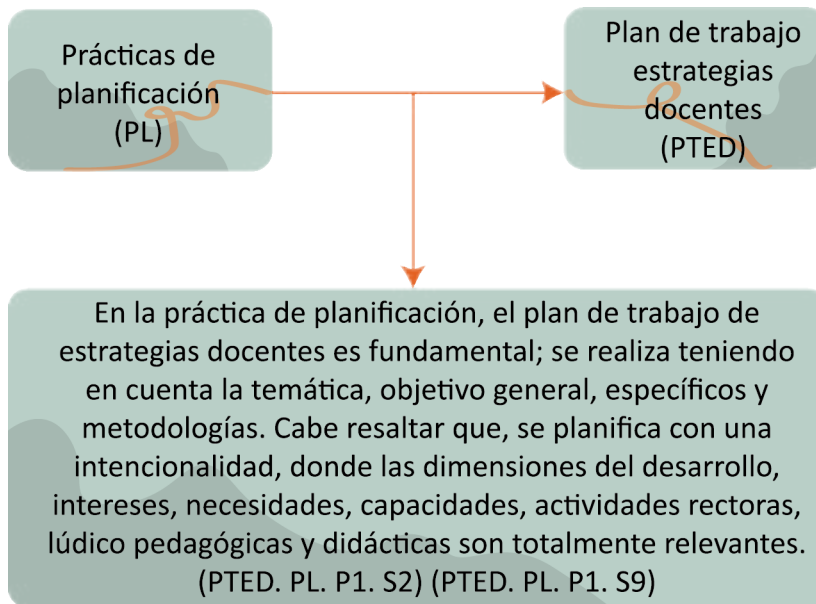 Prácticas de
planificación
(PL)
Plan de trabajo
estrategias
docentes
(PTED)
En la práctica de planificación, el plan de trabajo de
estrategias docentes es fundamental; se realiza teniendo
en cuenta la temática, objetivo general, específicos y
metodologías. Cabe resaltar que, se planifica con una
intencionalidad, donde las dimensiones del desarrollo,
intereses, necesidades, capacidades, actividades rectoras,
lúdico pedagógicas y didácticas son totalmente relevantes.
(PTED. PL. P1. S2) (PTED. PL. P1. S9)